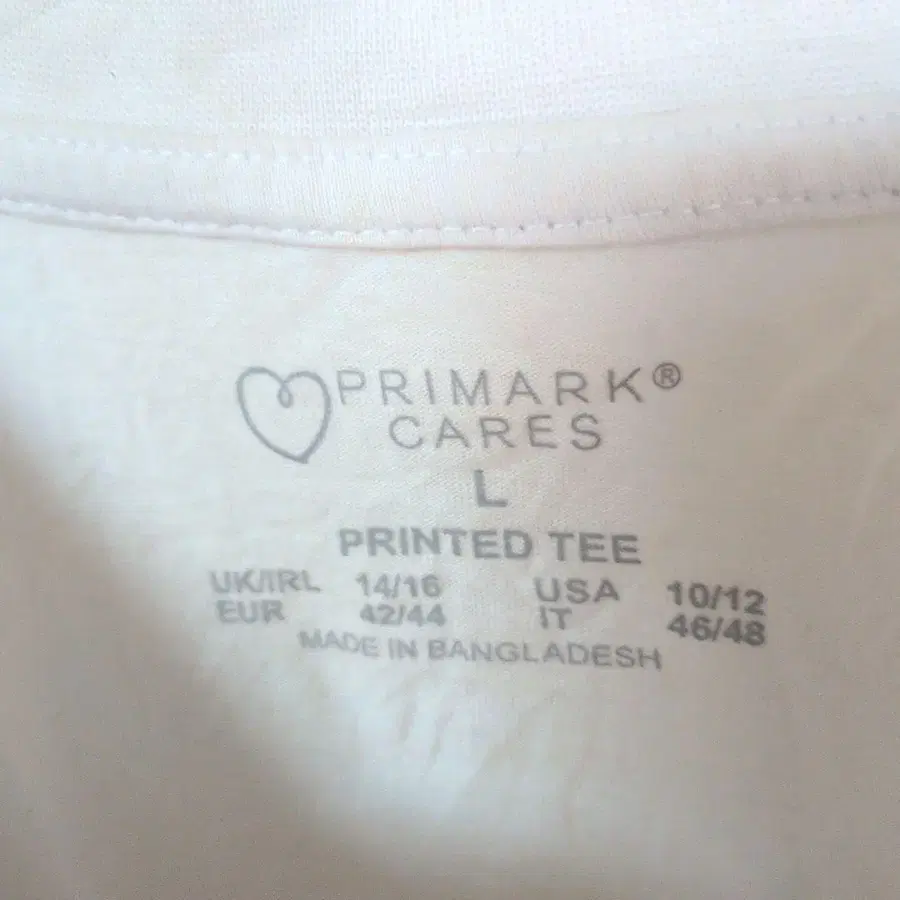 PRIMARK®
CARES
L
PRINTED TEE
UK/IRL 14/16 USA 10/12
EUR 42/44 IT 46/48
MADE IN BANGLADESH